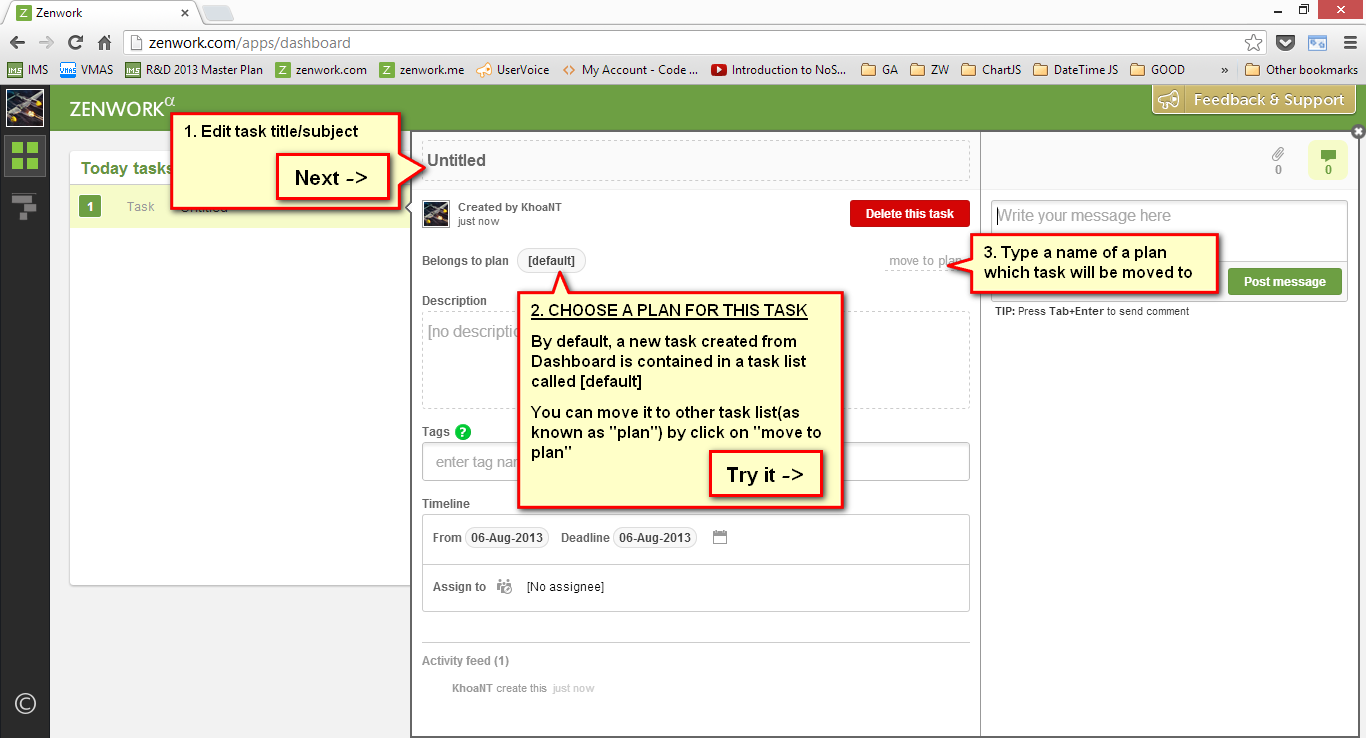 Zenwork
zenwork.com/apps/dashboard
IMS VMAS R&D 2013 Master Plan zenwork.com zenwork.me UserVoice My Account - Code ... Introduction to NoS... GA ZW ChartJS DateTime JS GOOD » Other bookmarks
ZENWORKα
Feedback & Support
1. Edit task title/subject
Next ->
Today tasks
1 Task Untitled
Untitled
0
0
Created by KhoaNT
just now
Delete this task
Belongs to plan [default] move to plan
2. CHOOSE A PLAN FOR THIS TASK
By default, a new task created from
Dashboard is contained in a task list
called [default]
You can move it to other task list(as
known as "plan") by click on "move to
plan"
Try it ->
Description
[no descriptio
Tags ?
enter tag nam
Timeline
From 06-Aug-2013 Deadline 06-Aug-2013
Assign to [No assignee]
Activity feed (1)
KhoaNT create this just now
Write your message here
3. Type a name of a plan
which task will be moved to
Post message
TIP: Press Tab+Enter to send comment
©